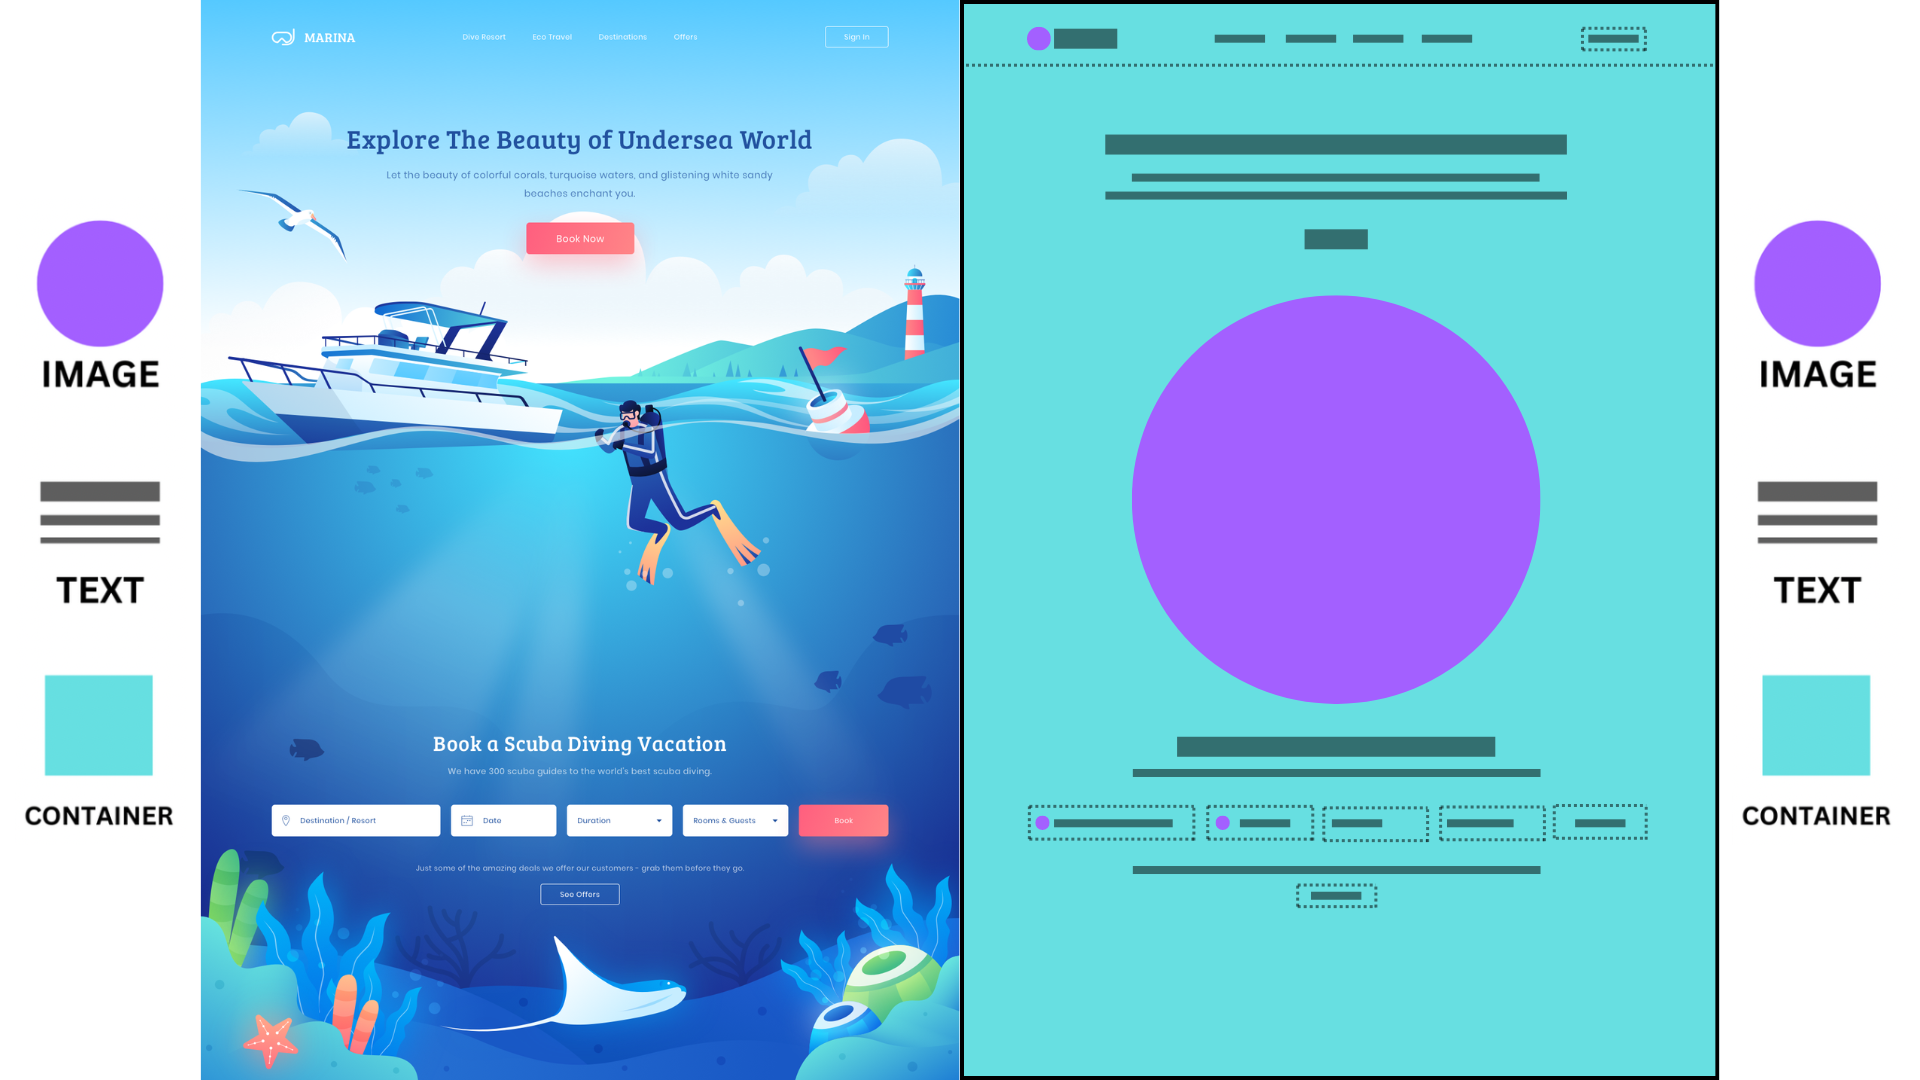 MARINA
Dive Resort
Eco Travel
Destinations
Offers
Sign In
Explore The Beauty of Undersea World
Let the beauty of colorful corals, turquoise waters, and glistening white sandy
beaches enchant you.
Book Now
IMAGE
TEXT
CONTAINER
Book a Scuba Diving Vacation
We have 300 scuba guides to the world's best scuba diving.
Destination / Resort
Date
Duration
Rooms & Guests
Book
Just some of the amazing deals we offer our customers - grab them before they go.
See Offers
IMAGE
TEXT
CONTAINER